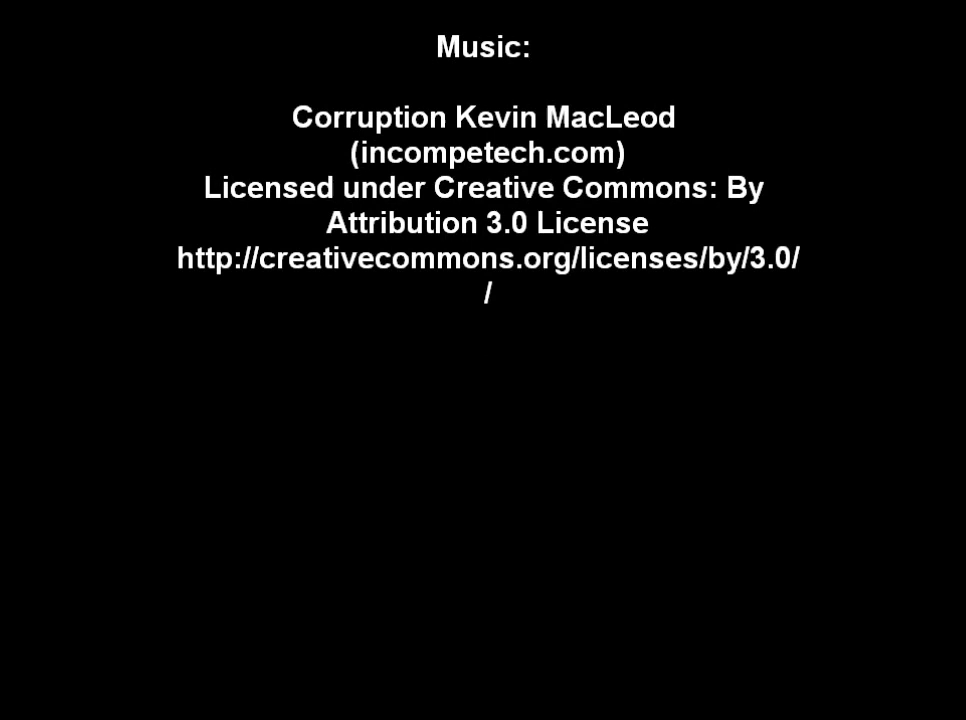 Music:
Corruption Kevin MacLeod
(incompetech.com)
Licensed under Creative Commons: By
Attribution 3.0 License
http://creativecommons.org/licenses/by/3.0/
/